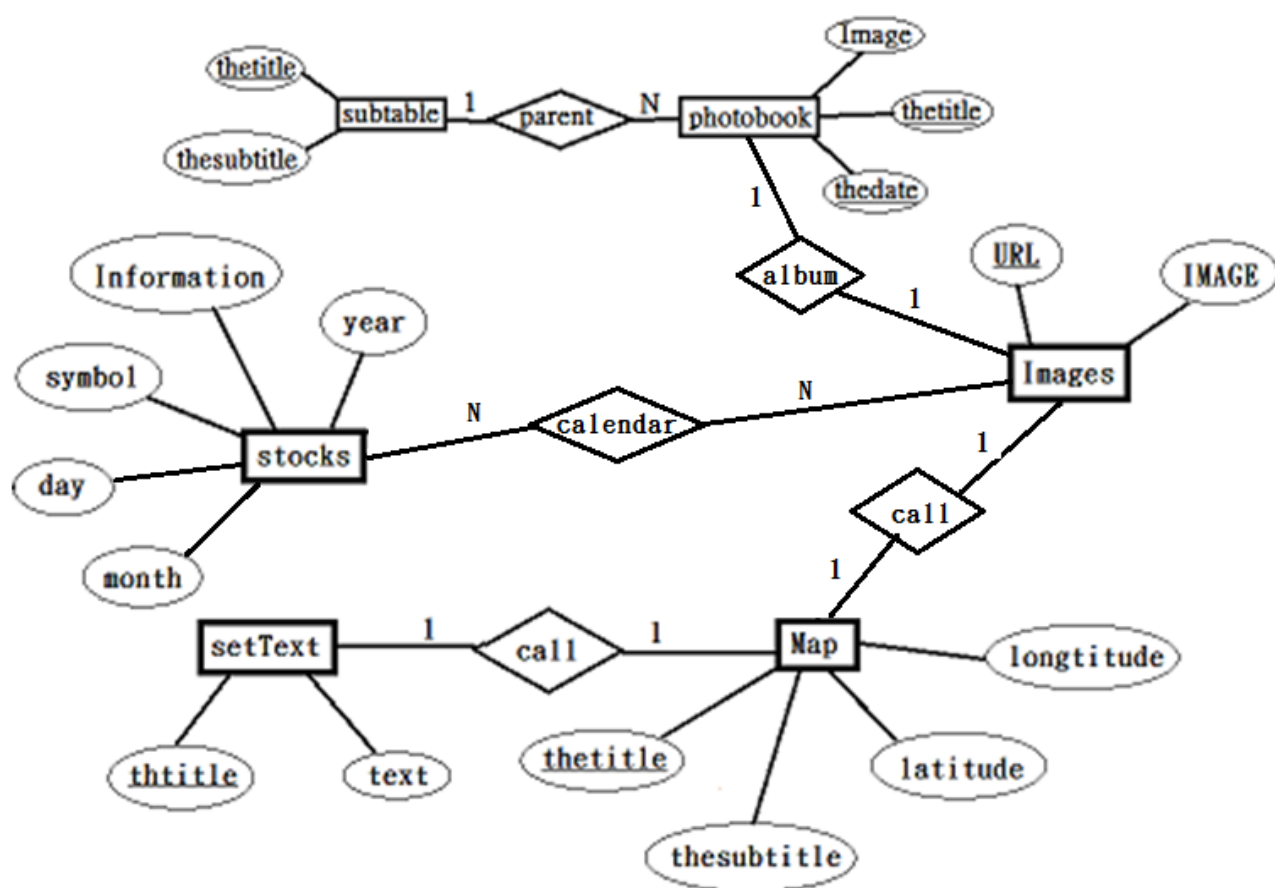 Image
thetitle
subtable
1
parent
N
photobook
thetitle
thesubtitle
thedate
1
URL
Information
album
IMAGE
1
year
symbol
Images
N
calendar
N
stocks
1
day
call
month
1
setText
1
call
1
Map
longtitude
thtitle
text
thetitle
latitude
thesubtitle